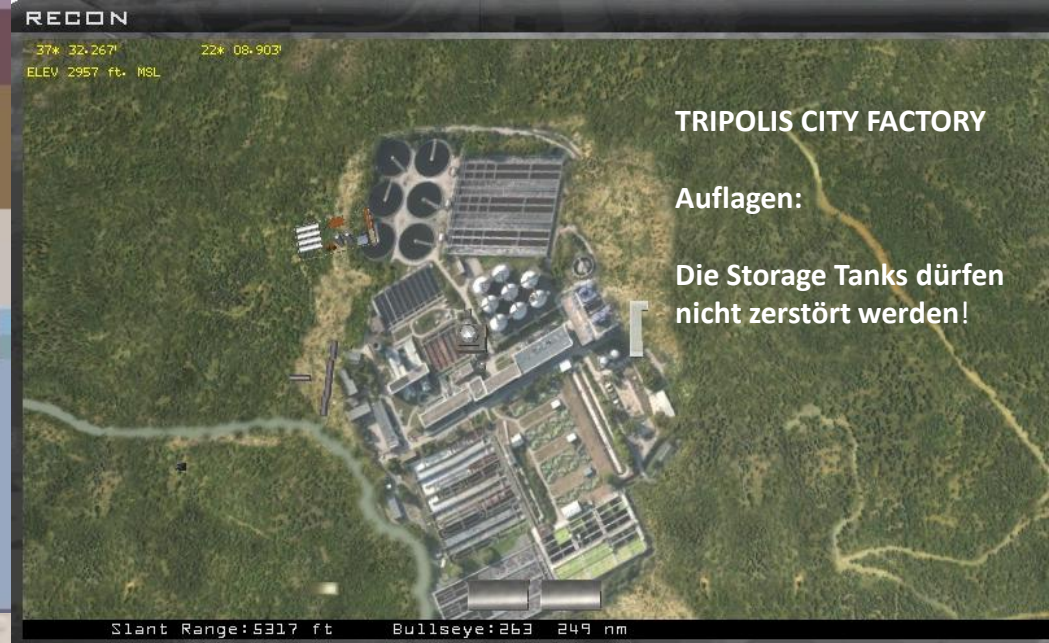 RECON
37* 32.267' 22* 08.903'
ELEV 2957 ft. MSL
TRIPOLIS CITY FACTORY
Auflagen:
Die Storage Tanks dürfen
nicht zerstört werden!
Slant Range:5317 ft Bullseye:263 249 nm